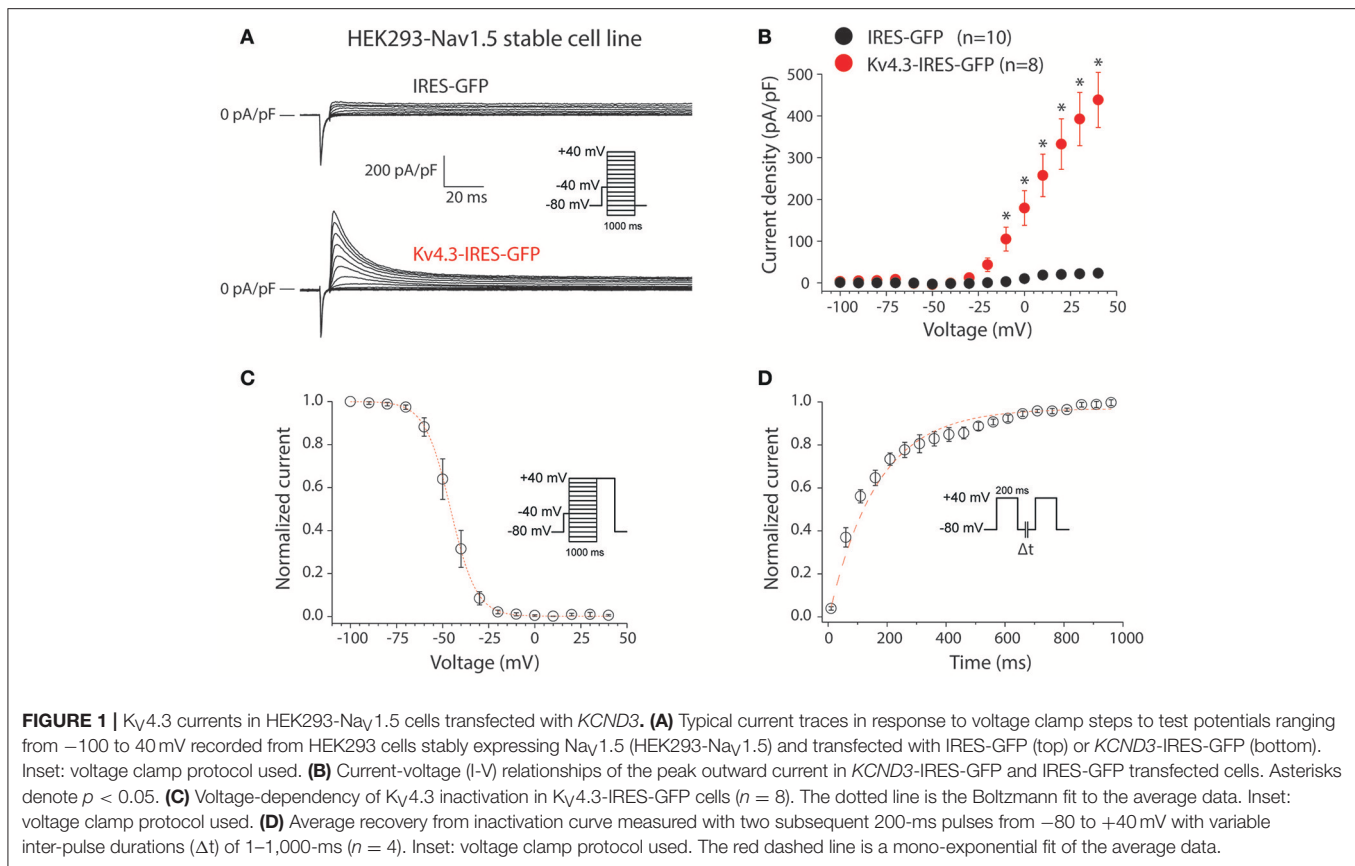 A
HEK293-Nav1.5 stable cell line
IRES-GFP
0 pA/pF
200 pA/pF
20 ms
+40 mV
-40 mV
-80 mV
1000 ms
Kv4.3-IRES-GFP
0 pA/pF
B
IRES-GFP (n=10)
Kv4.3-IRES-GFP (n=8)
Current density (pA/pF)
500
400
300
200
100
0
* * * * * *
-100 -75 -50 -25 0 25 50
Voltage (mV)
C
Normalized current
1.0
0.8
0.6
0.4
0.2
0.0
+40 mV
-40 mV
-80 mV
1000 ms
-100 -75 -50 -25 0 25 50
Voltage (mV)
D
Normalized current
1.0
0.8
0.6
0.4
0.2
0.0
+40 mV
200 ms
-80 mV
Δt
0 200 400 600 800 1000
Time (ms)
FIGURE 1 | KV4.3 currents in HEK293-NaV1.5 cells transfected with KCND3. (A) Typical current traces in response to voltage clamp steps to test potentials ranging
from −100 to 40 mV recorded from HEK293 cells stably expressing NaV1.5 (HEK293-NaV1.5) and transfected with IRES-GFP (top) or KCND3-IRES-GFP (bottom).
Inset: voltage clamp protocol used. (B) Current-voltage (I-V) relationships of the peak outward current in KCND3-IRES-GFP and IRES-GFP transfected cells. Asterisks
denote p < 0.05. (C) Voltage-dependency of KV4.3 inactivation in KV4.3-IRES-GFP cells (n = 8). The dotted line is the Boltzmann fit to the average data. Inset:
voltage clamp protocol used. (D) Average recovery from inactivation curve measured with two subsequent 200-ms pulses from −80 to +40 mV with variable
inter-pulse durations (Δt) of 1–1,000-ms (n = 4). Inset: voltage clamp protocol used. The red dashed line is a mono-exponential fit of the average data.